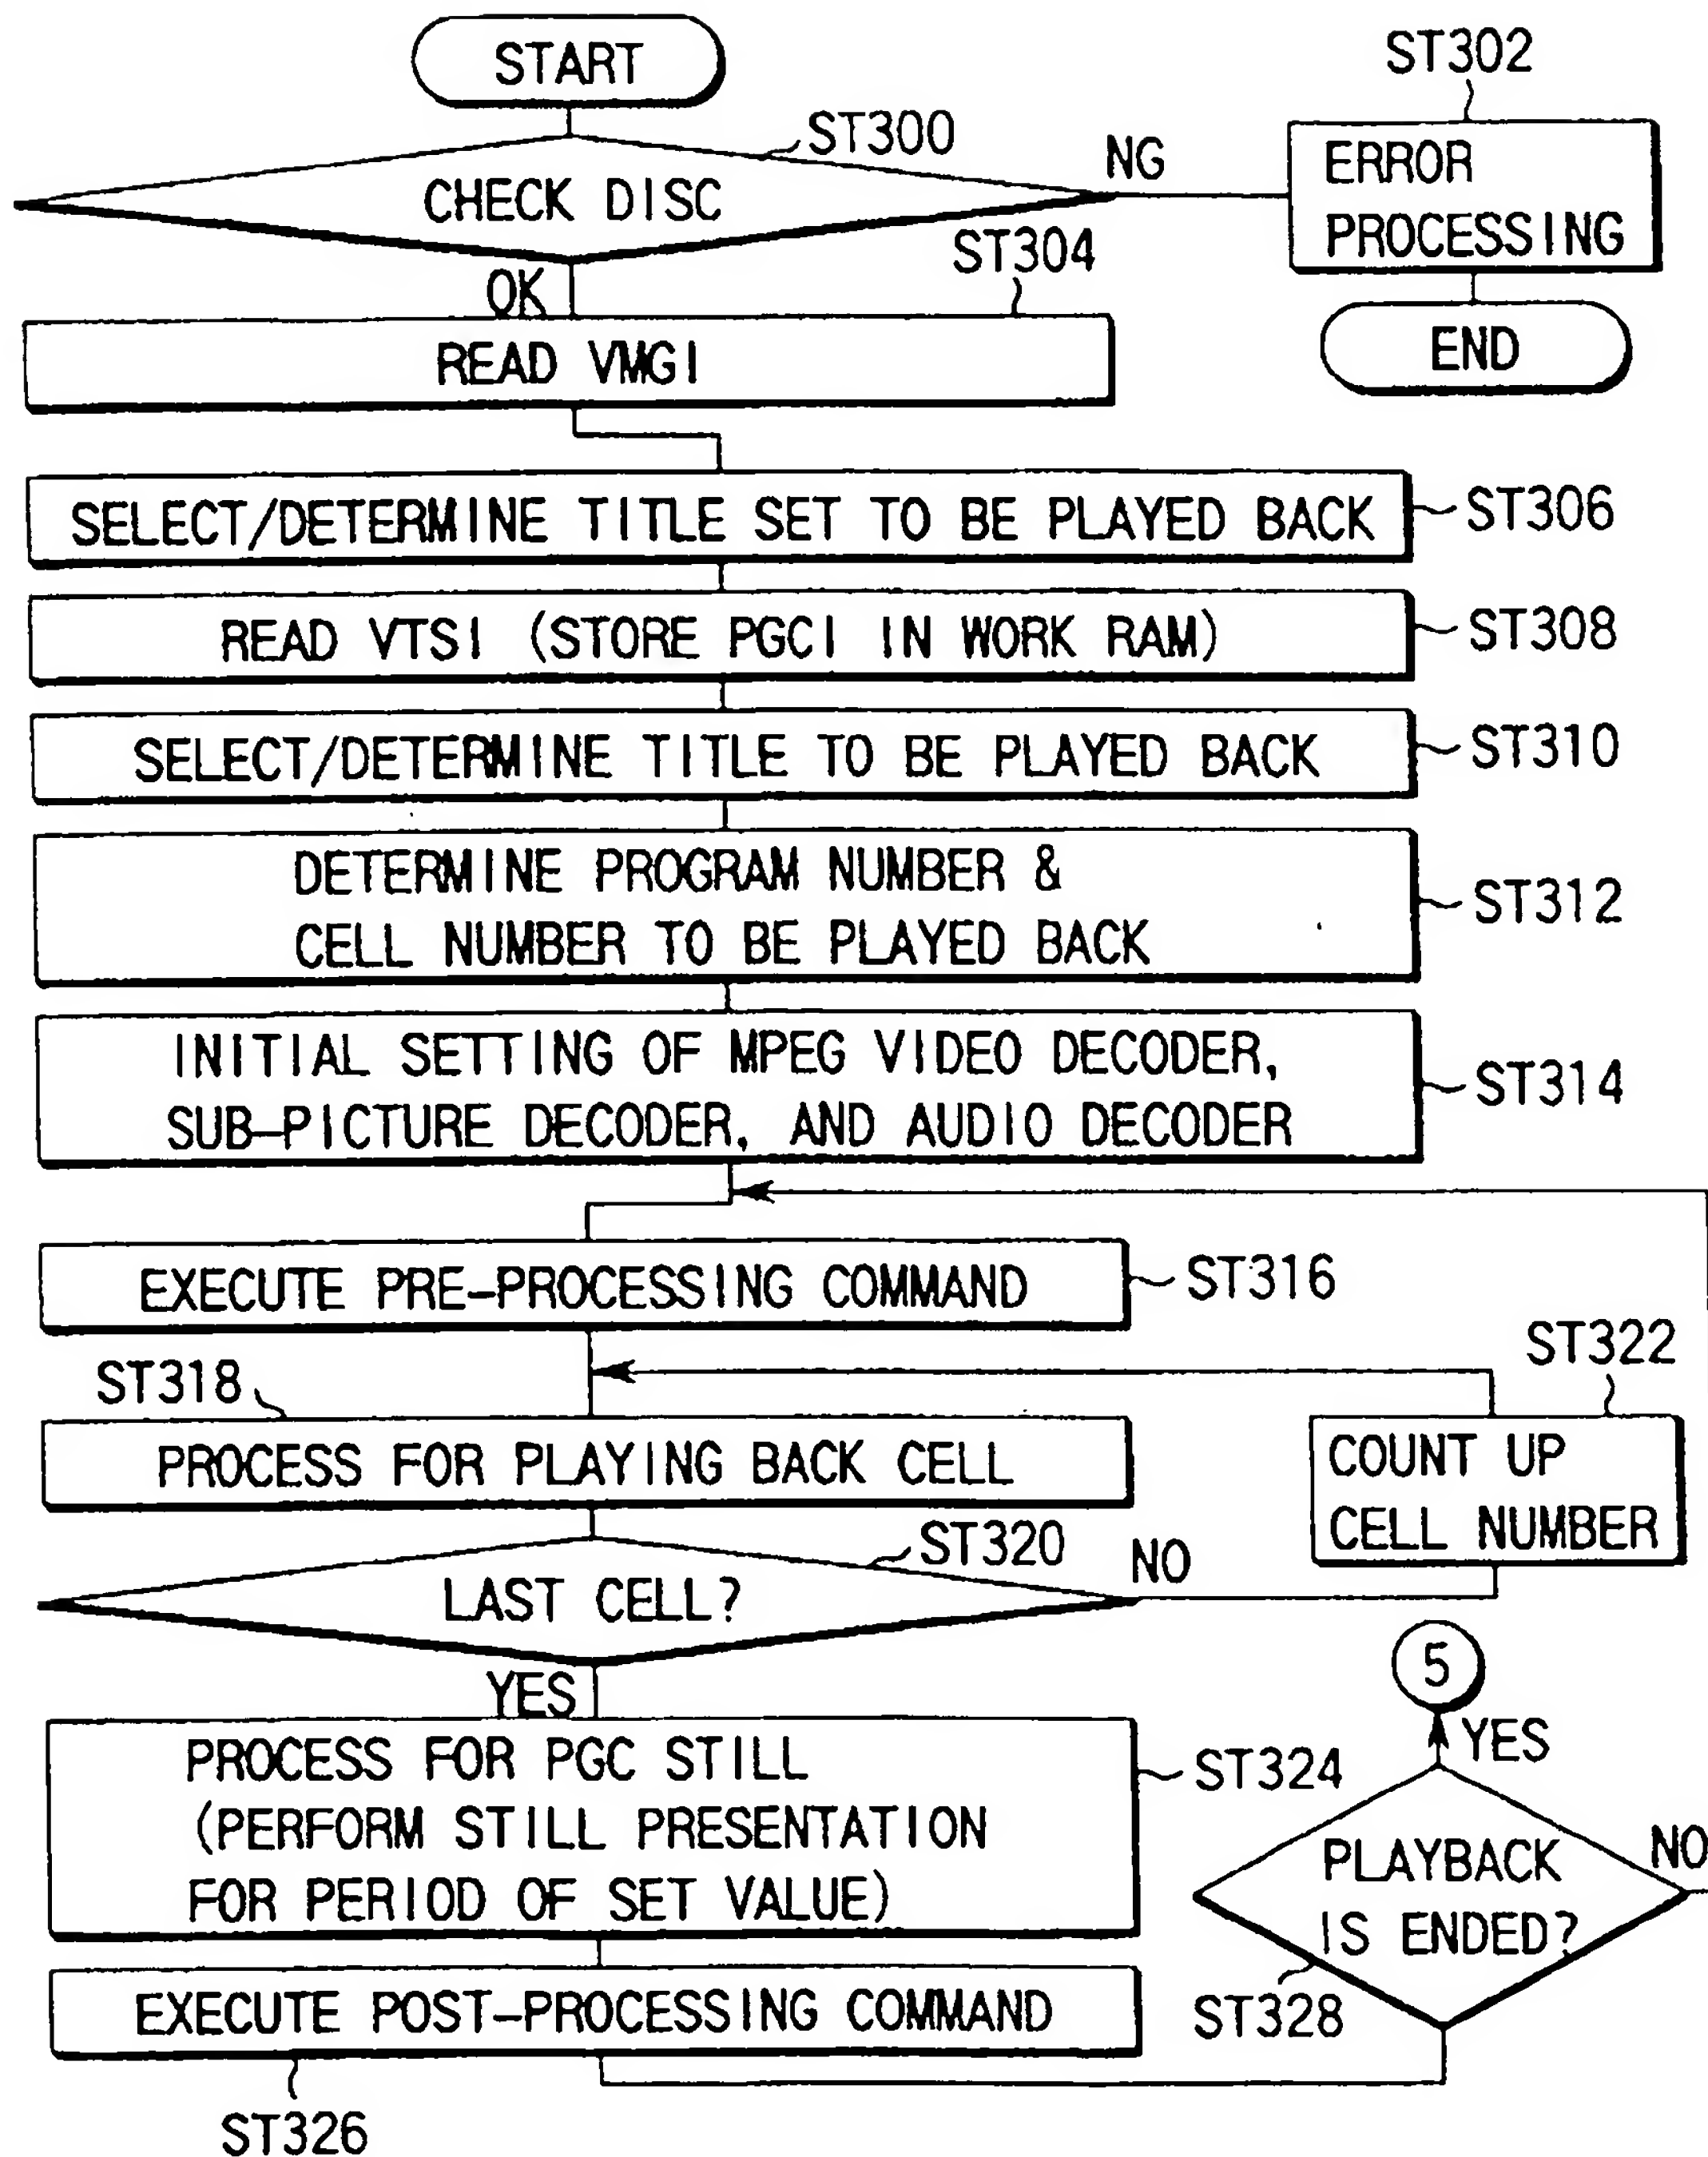 START
ST302
ST300
NG
ERROR
PROCESSING
CHECK DISC
ST304
OK
END
READ VMGI
SELECT/DETERMINE TITLE SET TO BE PLAYED BACK
ST306
READ VTSI (STORE PGCI IN WORK RAM)
ST308
SELECT/DETERMINE TITLE TO BE PLAYED BACK
ST310
DETERMINE PROGRAM NUMBER &
CELL NUMBER TO BE PLAYED BACK
ST312
INITIAL SETTING OF MPEG VIDEO DECODER,
SUB-PICTURE DECODER, AND AUDIO DECODER
ST314
EXECUTE PRE-PROCESSING COMMAND
ST316
ST322
ST318
PROCESS FOR PLAYING BACK CELL
COUNT UP
CELL NUMBER
ST320
NO
LAST CELL?
YES
5
YES
PROCESS FOR PGC STILL
(PERFORM STILL PRESENTATION
FOR PERIOD OF SET VALUE)
ST324
NO
PLAYBACK
IS ENDED?
ST328
EXECUTE POST-PROCESSING COMMAND
ST326